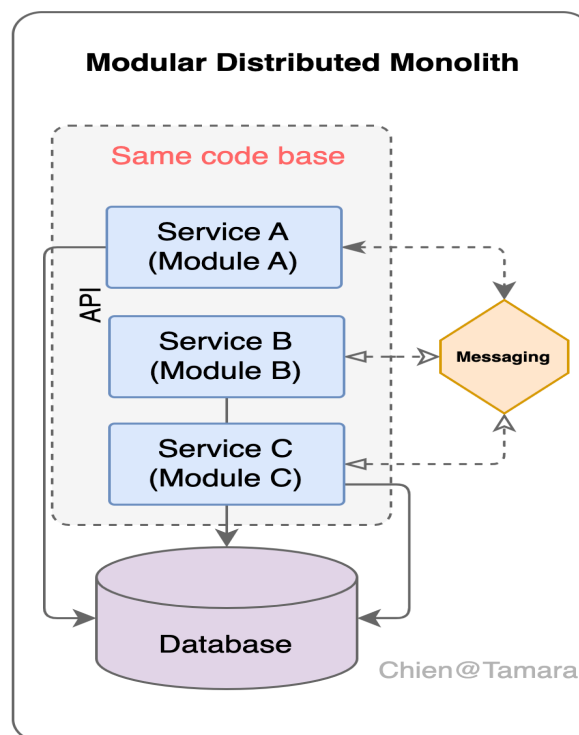 Modular Distributed Monolith
Same code base
Service A
(Module A)
API
Service B
(Module B)
Messaging
Service C
(Module C)
Database
Chien@Tamara